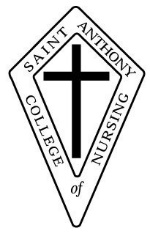 SAINT ANTHONY
COLLEGE
of
NURSING